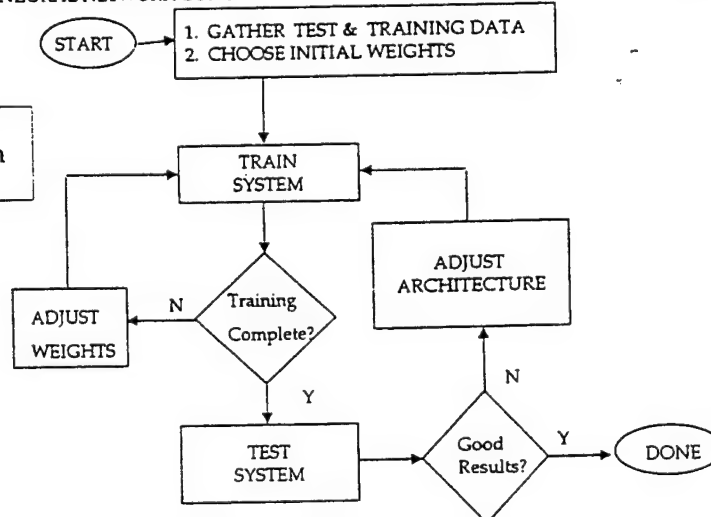 START
1. GATHER TEST & TRAINING DATA
2. CHOOSE INITIAL WEIGHTS
TRAIN
SYSTEM
ADJUST
ARCHITECTURE
ADJUST
WEIGHTS
N
Training
Complete?
Y
N
TEST
SYSTEM
Good
Results?
Y
DONE